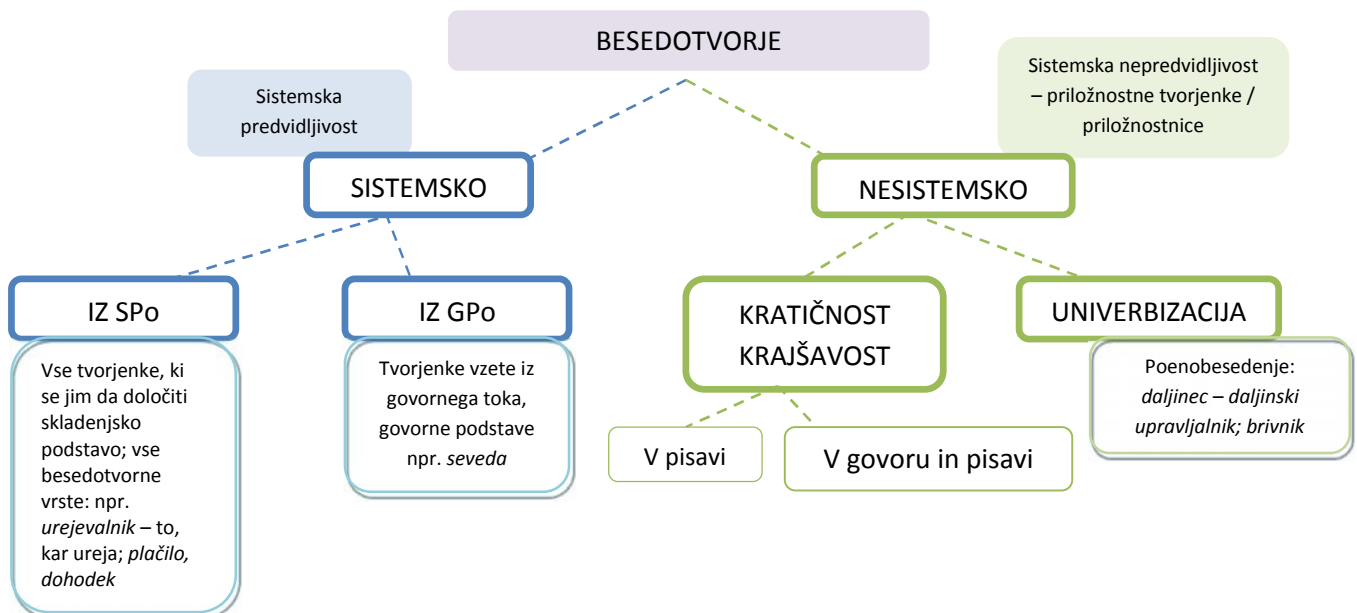 BESEDOTVORJE
Sistemska
predvidljivost
Sistemska nepredvidljivost
– priložnostne tvorjenke /
priložnostnice
SISTEMSKO
NESISTEMSKO
IZ SPo
IZ GPo
KRATIČNOST
KRAJŠAVOST
UNIVERBIZACIJA
Vse tvorjenke, ki
se jim da določiti
skladenjsko
podstavo; vse
besedotvorne
vrste: npr.
urejevalnik – to,
kar ureja; plačilo,
dohodek
Tvorjenke vzete iz
govornega toka,
govorne podstave
npr. seveda
V pisavi
V govoru in pisavi
Poenobesedenje:
daljinec – daljinski
upravljalnik; brivnik